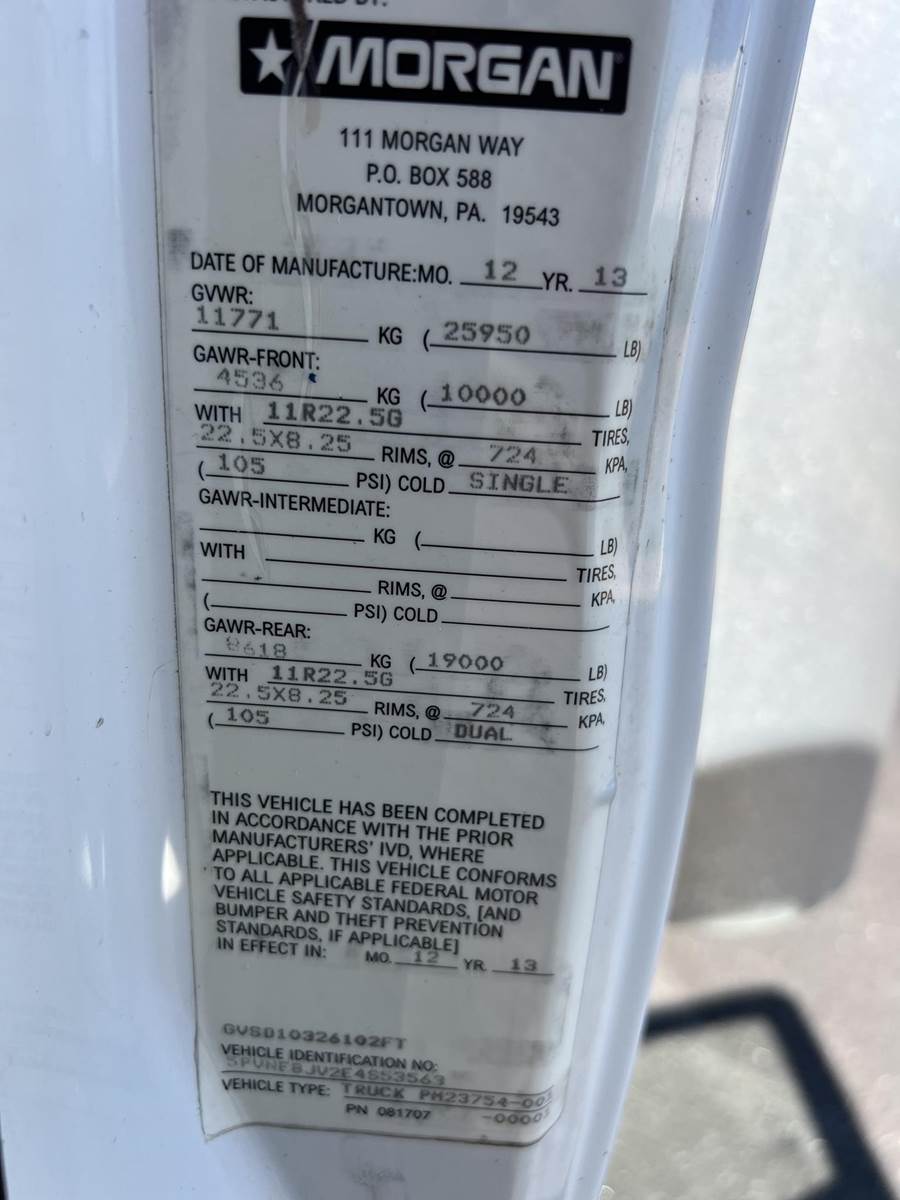 BY:
MORGAN
111 MORGAN WAY
P.O. BOX 588
MORGANTOWN, PA. 19543
DATE OF MANUFACTURE:MO. 12 YR. 13
GVWR:
11771 KG (25950 LB)
GAWR-FRONT:
4536 KG (10000 LB)
WITH 11R22.5G TIRES,
22.5X8.25 RIMS, @ 724 KPA,
(105 PSI) COLD SINGLE
GAWR-INTERMEDIATE:
KG ( LB)
WITH TIRES,
RIMS, @ KPA,
( PSI) COLD
GAWR-REAR:
8618 KG (19000 LB)
WITH 11R22.5G TIRES,
22.5X8.25 RIMS, @ 724 KPA,
(105 PSI) COLD DUAL
THIS VEHICLE HAS BEEN COMPLETED
IN ACCORDANCE WITH THE PRIOR
MANUFACTURERS' IVD, WHERE
APPLICABLE. THIS VEHICLE CONFORMS
TO ALL APPLICABLE FEDERAL MOTOR
VEHICLE SAFETY STANDARDS, [AND
BUMPER AND THEFT PREVENTION
STANDARDS, IF APPLICABLE]
IN EFFECT IN: MO. 12 YR. 13
GVSD10326102FT
VEHICLE IDENTIFICATION NO:
5PVNE8JV2E4S53563
VEHICLE TYPE: TRUCK PM23754-003
PN 081707